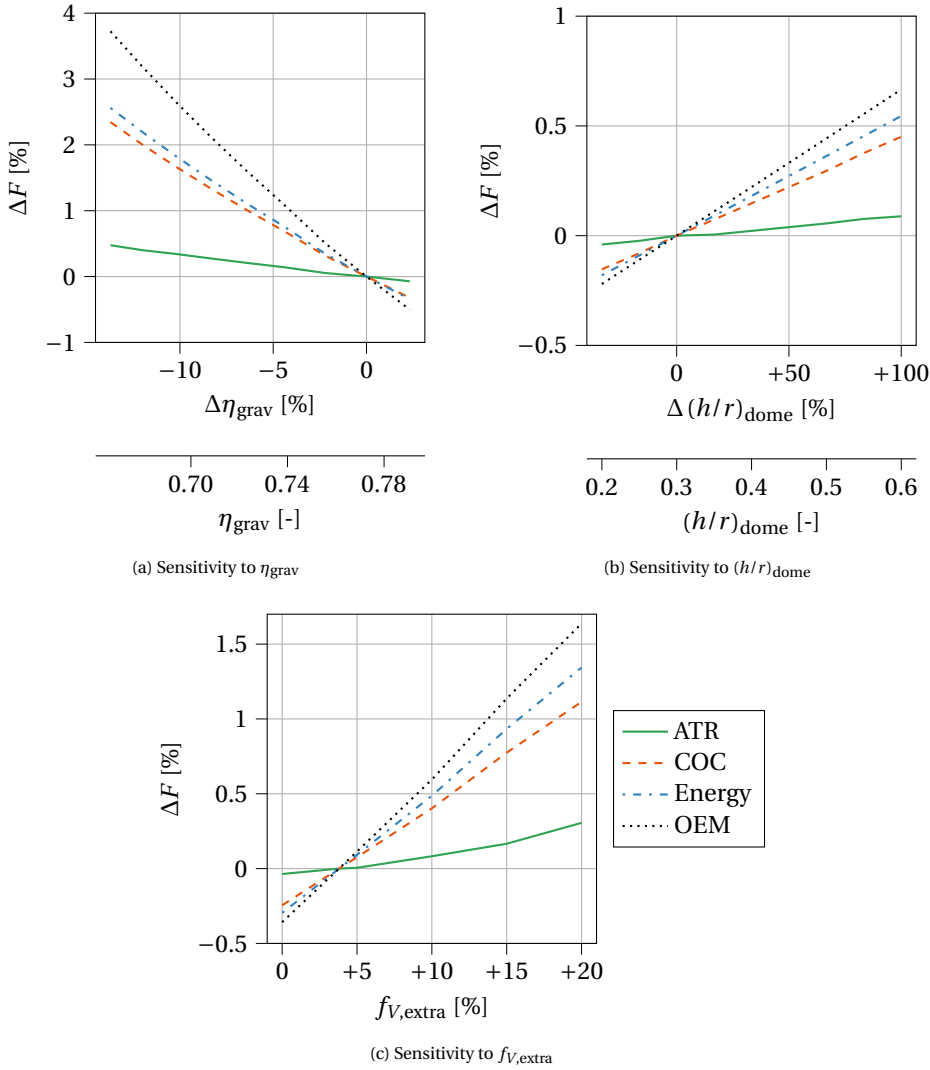 4
3
2
1
0
−1
ΔF [%]
−10 −5 0
Δη_grav [%]
0.70 0.74 0.78
η_grav [-]
(a) Sensitivity to η_grav
1
0.5
0
−0.5
ΔF [%]
0 +50 +100
Δ (h/r)_dome [%]
0.2 0.3 0.4 0.5 0.6
(h/r)_dome [-]
(b) Sensitivity to (h/r)_dome
1.5
1
0.5
0
−0.5
ΔF [%]
0 +5 +10 +15 +20
f_V,extra [%]
ATR
COC
Energy
OEM
(c) Sensitivity to f_V,extra